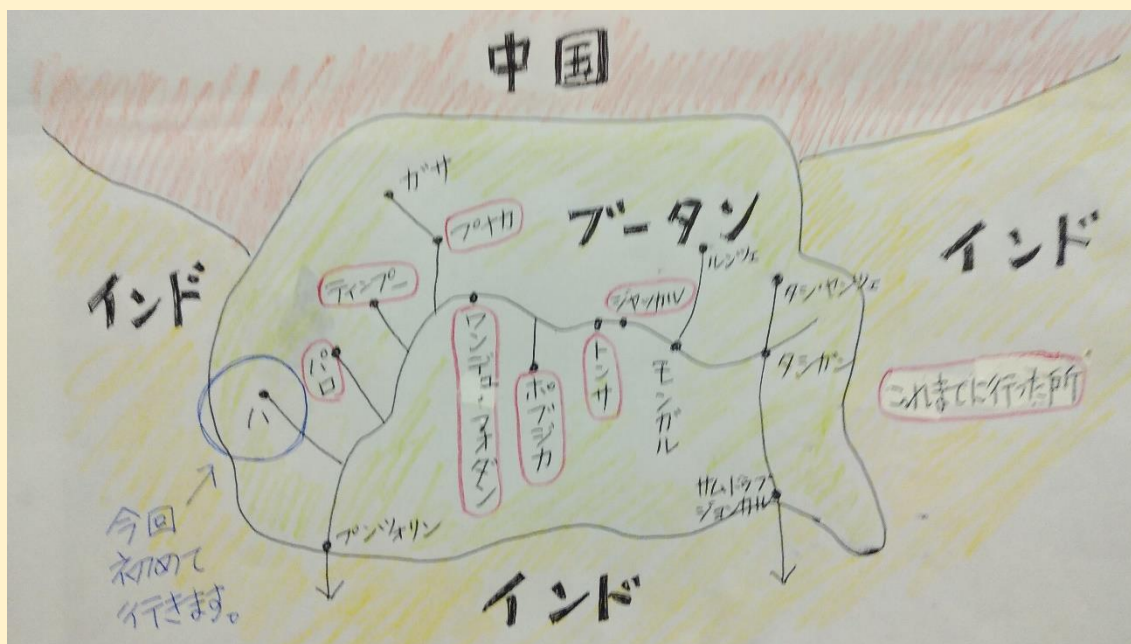 中国
ガサ
プナカ
ブータン
インド
インド
ルンツェ
ティンプー
ジャッカル
タシ・ヤンツェ
パロ
ワンデュ・フォダン
ポブジカ
トンサ
モンガル
タシガン
これまでに行った所
ハ
サムドゥプ
ジョンカル
プンツォリン
今回
初めて
行きます。
インド